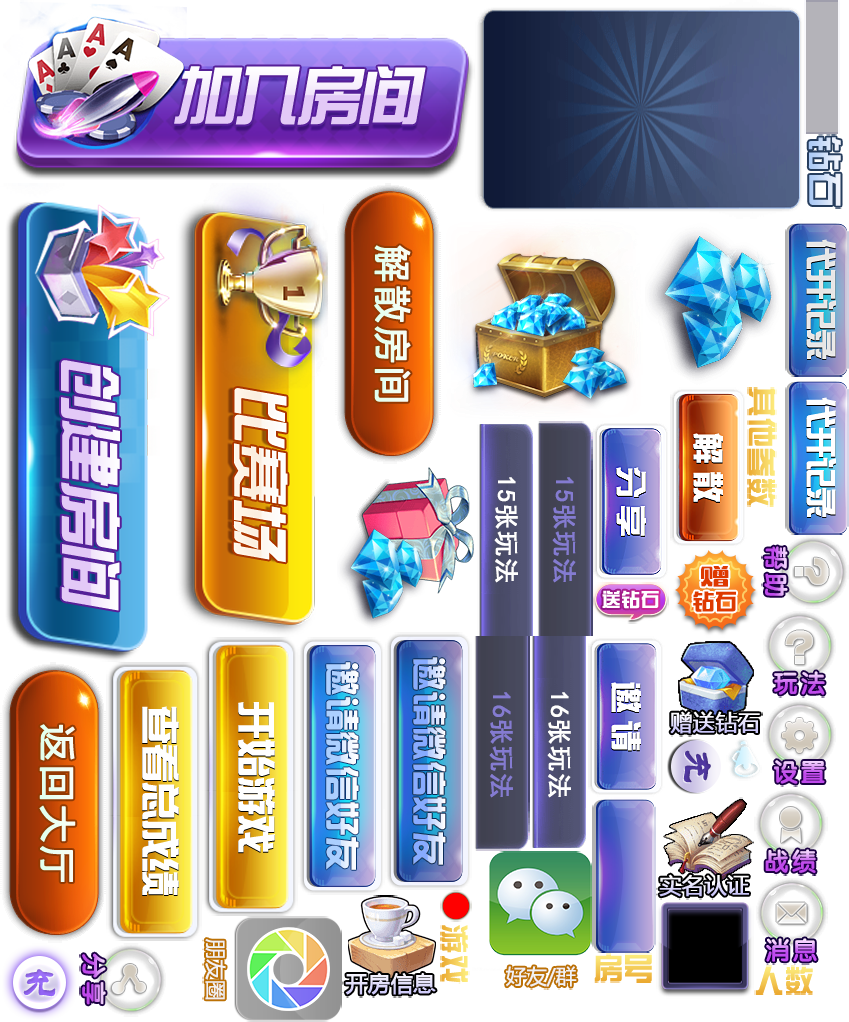 加入房间
钻石
创建房间
比赛场
解散房间
POKER
代开记录
代开记录
15张玩法
15张玩法
分享
解散
其他客数
送钻石
赠
钻石
帮助
返回大厅
查看总成绩
开始游戏
邀请微信好友
邀请微信好友
16张玩法
16张玩法
邀请
赠送钻石
充
玩法
设置
战绩
实名认证
消息
人数
房号
好友/群
游戏
开房信息
朋友圈
分享
充
A
A
A
A
1